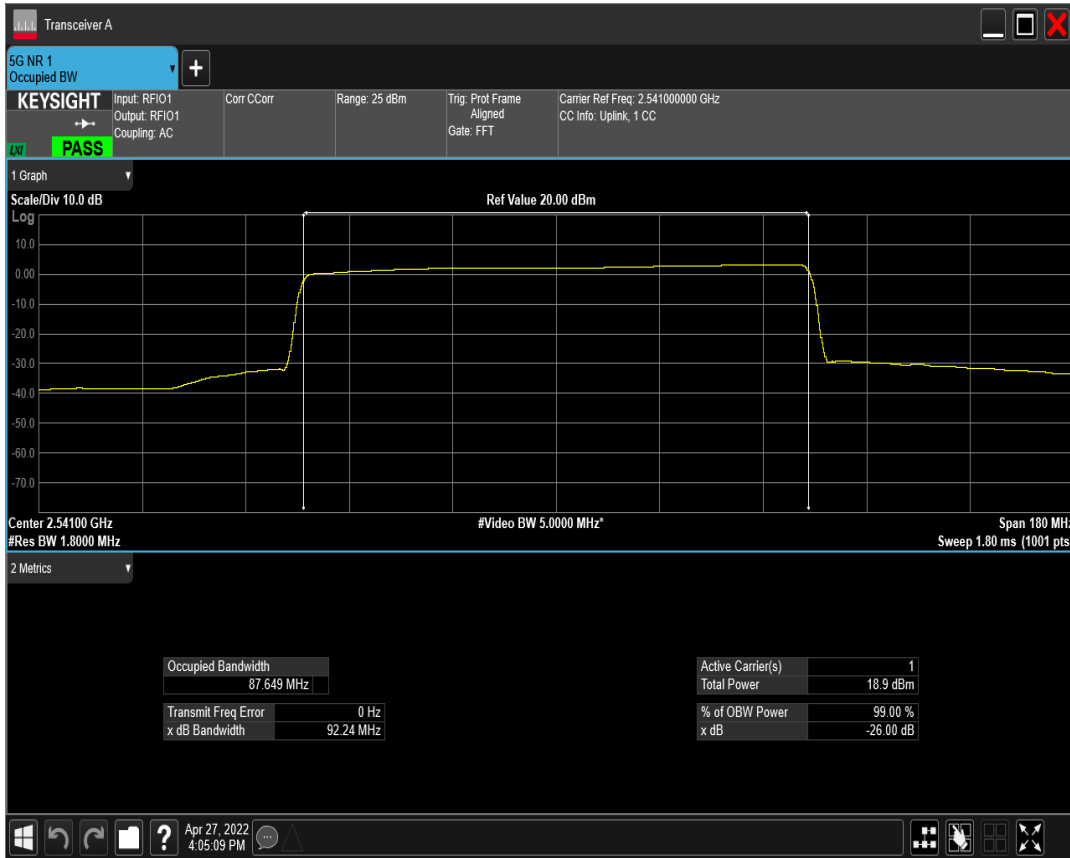 Transceiver A
5G NR 1
Occupied BW
+
KEYSIGHT
Input: RFIO1
Output: RFIO1
Coupling: AC
LXI
PASS
Corr CCorr
Range: 25 dBm
Trig: Prot Frame
Aligned
Gate: FFT
Carrier Ref Freq: 2.541000000 GHz
CC Info: Uplink, 1 CC
1 Graph
Scale/Div 10.0 dB
Ref Value 20.00 dBm
Log
10.0
0.00
-10.0
-20.0
-30.0
-40.0
-50.0
-60.0
-70.0
Center 2.54100 GHz
#Video BW 5.0000 MHz*
Span 180 MHz
#Res BW 1.8000 MHz
Sweep 1.80 ms (1001 pts
2 Metrics
Occupied Bandwidth
87.649 MHz
Transmit Freq Error 0 Hz
x dB Bandwidth 92.24 MHz
Active Carrier(s) 1
Total Power 18.9 dBm
% of OBW Power 99.00 %
x dB -26.00 dB
?
Apr 27, 2022
4:05:09 PM